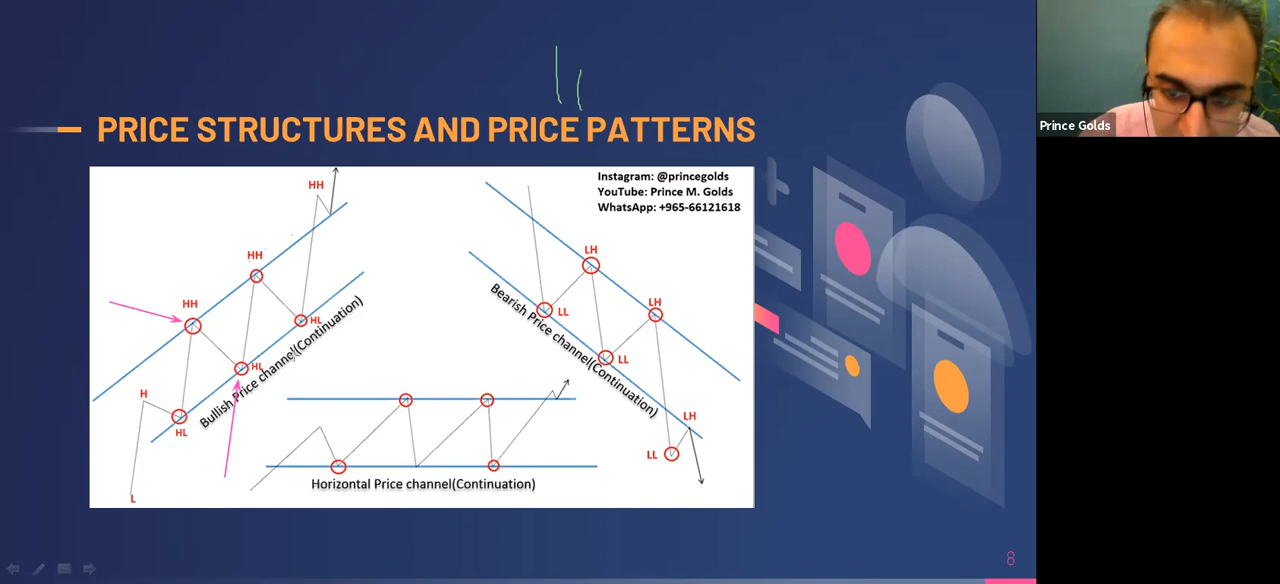 PRICE STRUCTURES AND PRICE PATTERNS
Instagram: @princegolds
YouTube: Prince M. Golds
WhatsApp: +965-66121618
HH
HH
HH
HL
HL
H
HL
L
Bullish Price channel(Continuation)
LH
LL
LH
LL
LH
LL
Bearish Price channel(Continuation)
Horizontal Price channel(Continuation)
8
Prince Golds